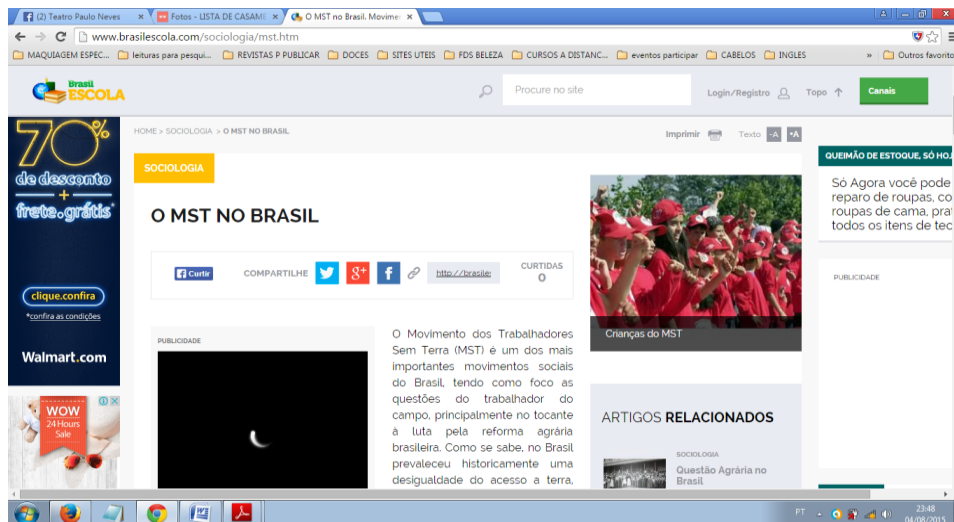 (2) Teatro Paulo Neves
Fotos - LISTA DE CASAME
O MST no Brasil. Movime
www.brasilescola.com/sociologia/mst.htm
MAQUIAGEM ESPEC...
leituras para pesqui...
REVISTAS P PUBLICAR
DOCES
SITES UTEIS
FDS BELEZA
CURSOS A DISTANC...
eventos participar
CABELOS
INGLES
»
Outros favorito
Brasil
ESCOLA
Procure no site
Login/Registro
Topo
Canais
70%
de desconto
+
frete grátis*
clique.confira
*confira as condições
Walmart.com
WOW
24 Hours
Sale
HOME > SOCIOLOGIA > O MST NO BRASIL
Imprimir
Texto
-A
+A
SOCIOLOGIA
O MST NO BRASIL
Curtir
COMPARTILHE
http://brasile:
CURTIDAS
0
PUBLICIDADE
O Movimento dos Trabalhadores
Sem Terra (MST) é um dos mais
importantes movimentos sociais
do Brasil, tendo como foco as
questões do trabalhador do
campo, principalmente no tocante
à luta pela reforma agrária
brasileira. Como se sabe, no Brasil
prevaleceu historicamente uma
desigualdade do acesso a terra,
Crianças do MST
ARTIGOS RELACIONADOS
SOCIOLOGIA
Questão Agrária no
Brasil
QUEIMÃO DE ESTOQUE, SÓ HOJ
Só Agora você pode
reparo de roupas, co
roupas de cama, pra
todos os itens de tec
PUBLICIDADE
PT
23:48
04/08/2015